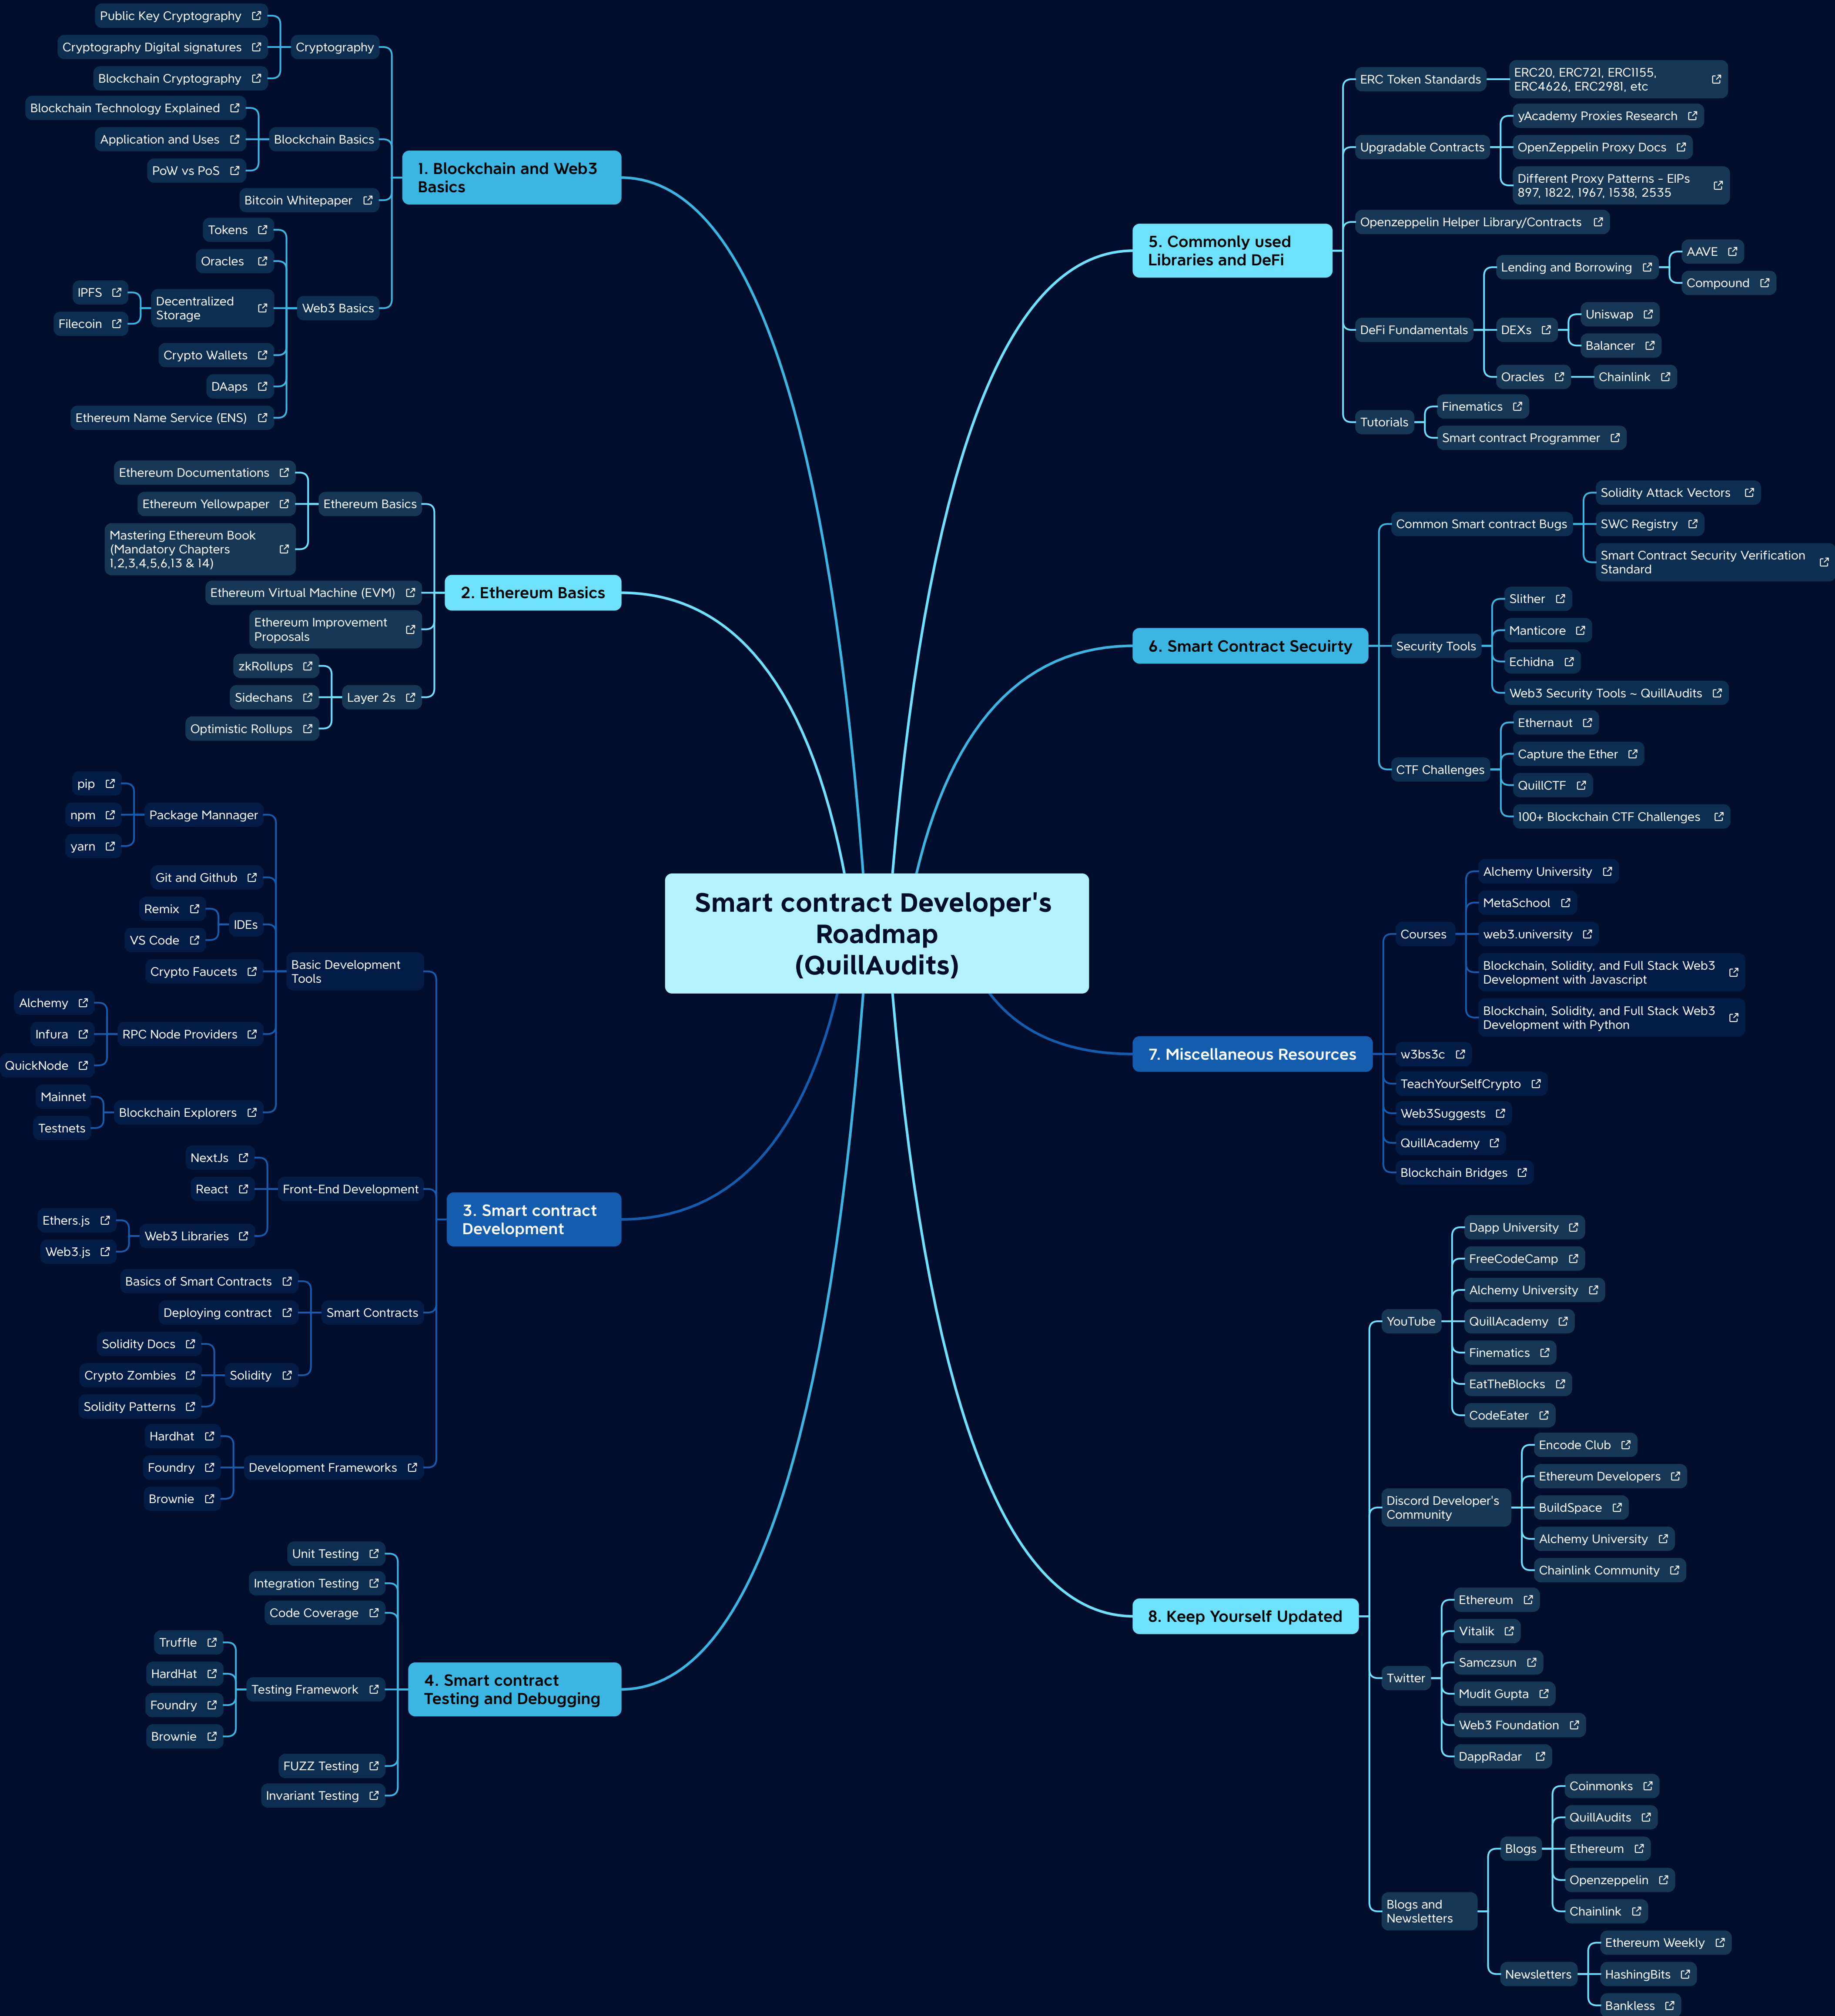 Smart contract Developer's
Roadmap
(QuillAudits)
1. Blockchain and Web3
Basics
Cryptography
Public Key Cryptography
Cryptography Digital signatures
Blockchain Cryptography
Blockchain Basics
Blockchain Technology Explained
Application and Uses
PoW vs PoS
Bitcoin Whitepaper
Web3 Basics
Tokens
Oracles
Decentralized
Storage
IPFS
Filecoin
Crypto Wallets
DAaps
Ethereum Name Service (ENS)
2. Ethereum Basics
Ethereum Basics
Ethereum Documentations
Ethereum Yellowpaper
Mastering Ethereum Book
(Mandatory Chapters
1,2,3,4,5,6,13 & 14)
Ethereum Virtual Machine (EVM)
Ethereum Improvement
Proposals
Layer 2s
zkRollups
Sidechans
Optimistic Rollups
3. Smart contract
Development
Basic Development
Tools
Package Mannager
pip
npm
yarn
Git and Github
IDEs
Remix
VS Code
Crypto Faucets
RPC Node Providers
Alchemy
Infura
QuickNode
Blockchain Explorers
Mainnet
Testnets
Front-End Development
NextJs
React
Web3 Libraries
Ethers.js
Web3.js
Smart Contracts
Basics of Smart Contracts
Deploying contract
Solidity
Solidity Docs
Crypto Zombies
Solidity Patterns
Development Frameworks
Hardhat
Foundry
Brownie
4. Smart contract
Testing and Debugging
Unit Testing
Integration Testing
Code Coverage
Testing Framework
Truffle
HardHat
Foundry
Brownie
FUZZ Testing
Invariant Testing
5. Commonly used
Libraries and DeFi
ERC Token Standards
ERC20, ERC721, ERC1155,
ERC4626, ERC2981, etc
Upgradable Contracts
yAcademy Proxies Research
OpenZeppelin Proxy Docs
Different Proxy Patterns - EIPs
897, 1822, 1967, 1538, 2535
Openzeppelin Helper Library/Contracts
DeFi Fundamentals
Lending and Borrowing
AAVE
Compound
DEXs
Uniswap
Balancer
Oracles
Chainlink
Tutorials
Finematics
Smart contract Programmer
6. Smart Contract Secuirty
Common Smart contract Bugs
Solidity Attack Vectors
SWC Registry
Smart Contract Security Verification
Standard
Security Tools
Slither
Manticore
Echidna
Web3 Security Tools ~ QuillAudits
CTF Challenges
Ethernaut
Capture the Ether
QuillCTF
100+ Blockchain CTF Challenges
7. Miscellaneous Resources
Courses
Alchemy University
MetaSchool
web3.university
Blockchain, Solidity, and Full Stack Web3
Development with Javascript
Blockchain, Solidity, and Full Stack Web3
Development with Python
w3bs3c
TeachYourSelfCrypto
Web3Suggests
QuillAcademy
Blockchain Bridges
8. Keep Yourself Updated
YouTube
Dapp University
FreeCodeCamp
Alchemy University
QuillAcademy
Finematics
EatTheBlocks
CodeEater
Discord Developer's
Community
Encode Club
Ethereum Developers
BuildSpace
Alchemy University
Chainlink Community
Twitter
Ethereum
Vitalik
Samczsun
Mudit Gupta
Web3 Foundation
DappRadar
Blogs and
Newsletters
Blogs
Coinmonks
QuillAudits
Ethereum
Openzeppelin
Chainlink
Newsletters
Ethereum Weekly
HashingBits
Bankless